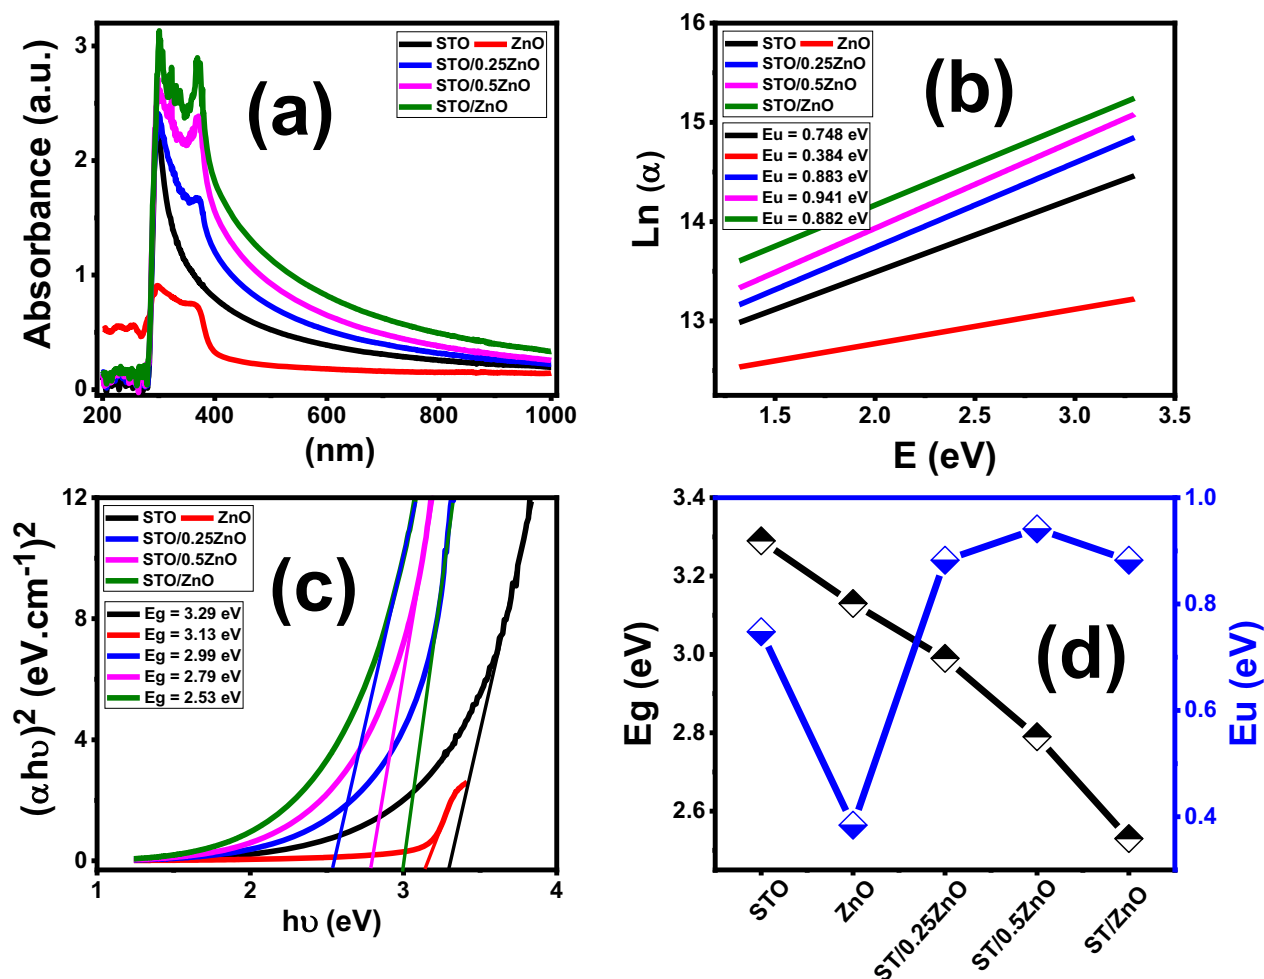 3
2
1
0
200
400
600
800
1000
Absorbance (a.u.)
(nm)
STO ZnO
STO/0.25ZnO
STO/0.5ZnO
STO/ZnO
(a)
15
14
13
1.5
2.0
2.5
3.0
3.5
Ln (α)
E (eV)
STO ZnO
STO/0.25ZnO
STO/0.5ZnO
STO/ZnO
Eu = 0.748 eV
Eu = 0.384 eV
Eu = 0.883 eV
Eu = 0.941 eV
Eu = 0.882 eV
(b)
12
8
4
0
1
2
3
4
(αhυ)² (eV.cm⁻¹)²
hυ (eV)
STO ZnO
STO/0.25ZnO
STO/0.5ZnO
STO/ZnO
Eg = 3.29 eV
Eg = 3.13 eV
Eg = 2.99 eV
Eg = 2.79 eV
Eg = 2.53 eV
(c)
3.4
3.2
3.0
2.8
2.6
Eg (eV)
1.0
0.8
0.6
0.4
Eu (eV)
STO
ZnO
ST/0.25ZnO
ST/0.5ZnO
ST/ZnO
(d)